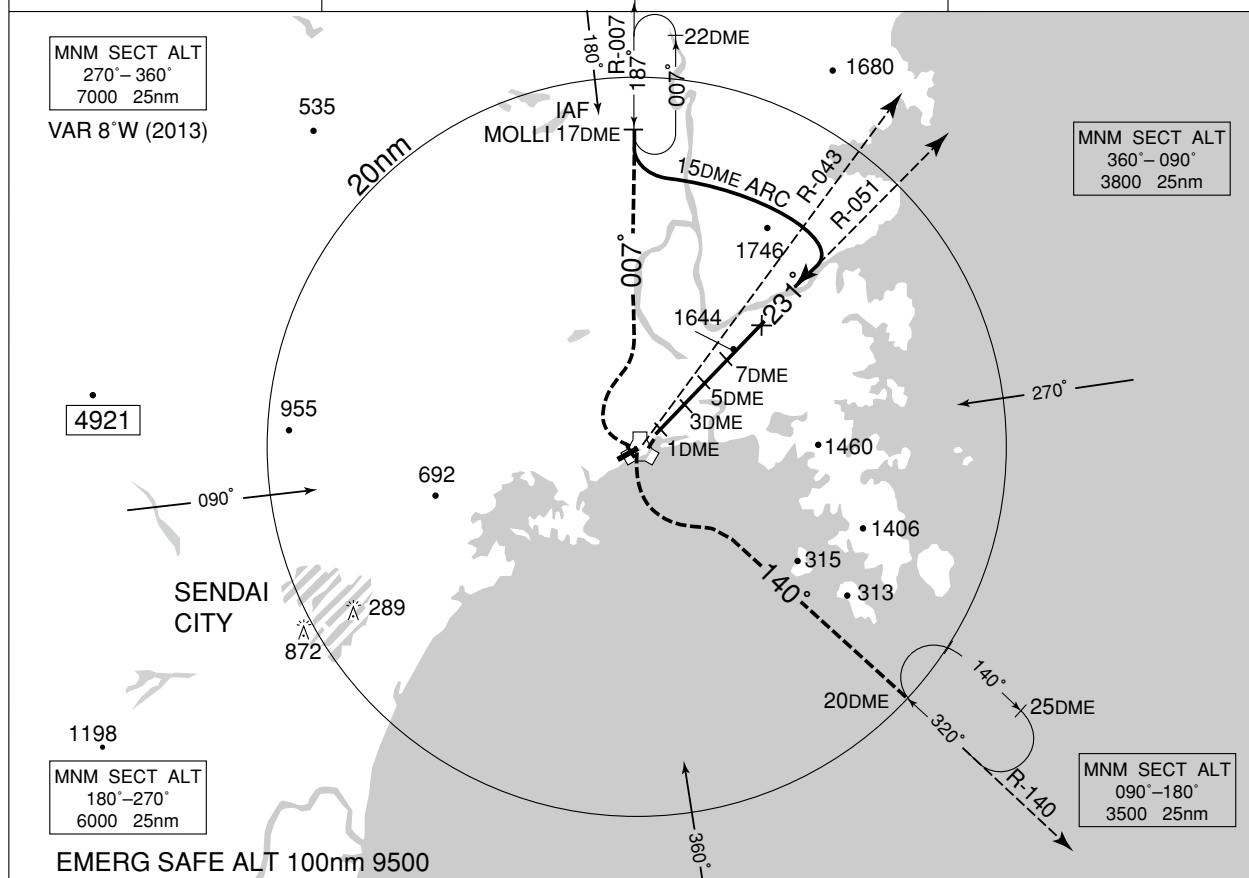 MNM SECT ALT
270°–360°
7000 25nm
VAR 8°W (2013)
180°
R-007
187°
007°
22DME
1680
535
IAF
MOLLI 17DME
20nm
15DME ARC
R-043
R-051
MNM SECT ALT
360°–090°
3800 25nm
1746
007°
231°
1644
7DME
5DME
3DME
1DME
270°
4921
955
692
1460
090°
1406
315
313
140°
SENDAI
CITY
289
872
140°
20DME
25DME
320°
R-140
1198
MNM SECT ALT
180°–270°
6000 25nm
MNM SECT ALT
090°–180°
3500 25nm
360°
EMERG SAFE ALT 100nm 9500